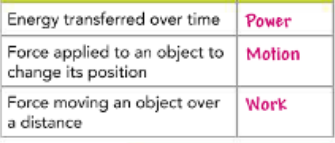 Energy transferred over time Power
Force applied to an object to Motion
change its position
Force moving an object over Work
a distance